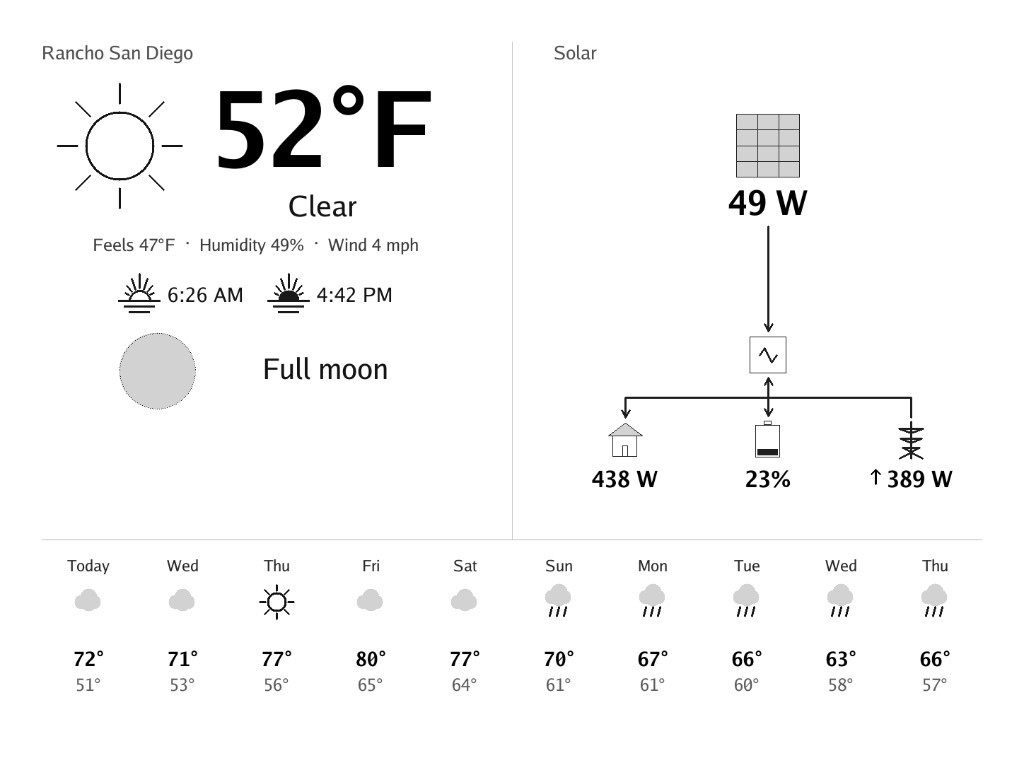 Rancho San Diego
52°F
Clear
Feels 47°F · Humidity 49% · Wind 4 mph
6:26 AM 4:42 PM
Full moon
Solar
49 W
438 W 23% ↑389 W
Today Wed Thu Fri Sat Sun Mon Tue Wed Thu
72° 71° 77° 80° 77° 70° 67° 66° 63° 66°
51° 53° 56° 65° 64° 61° 61° 60° 58° 57°